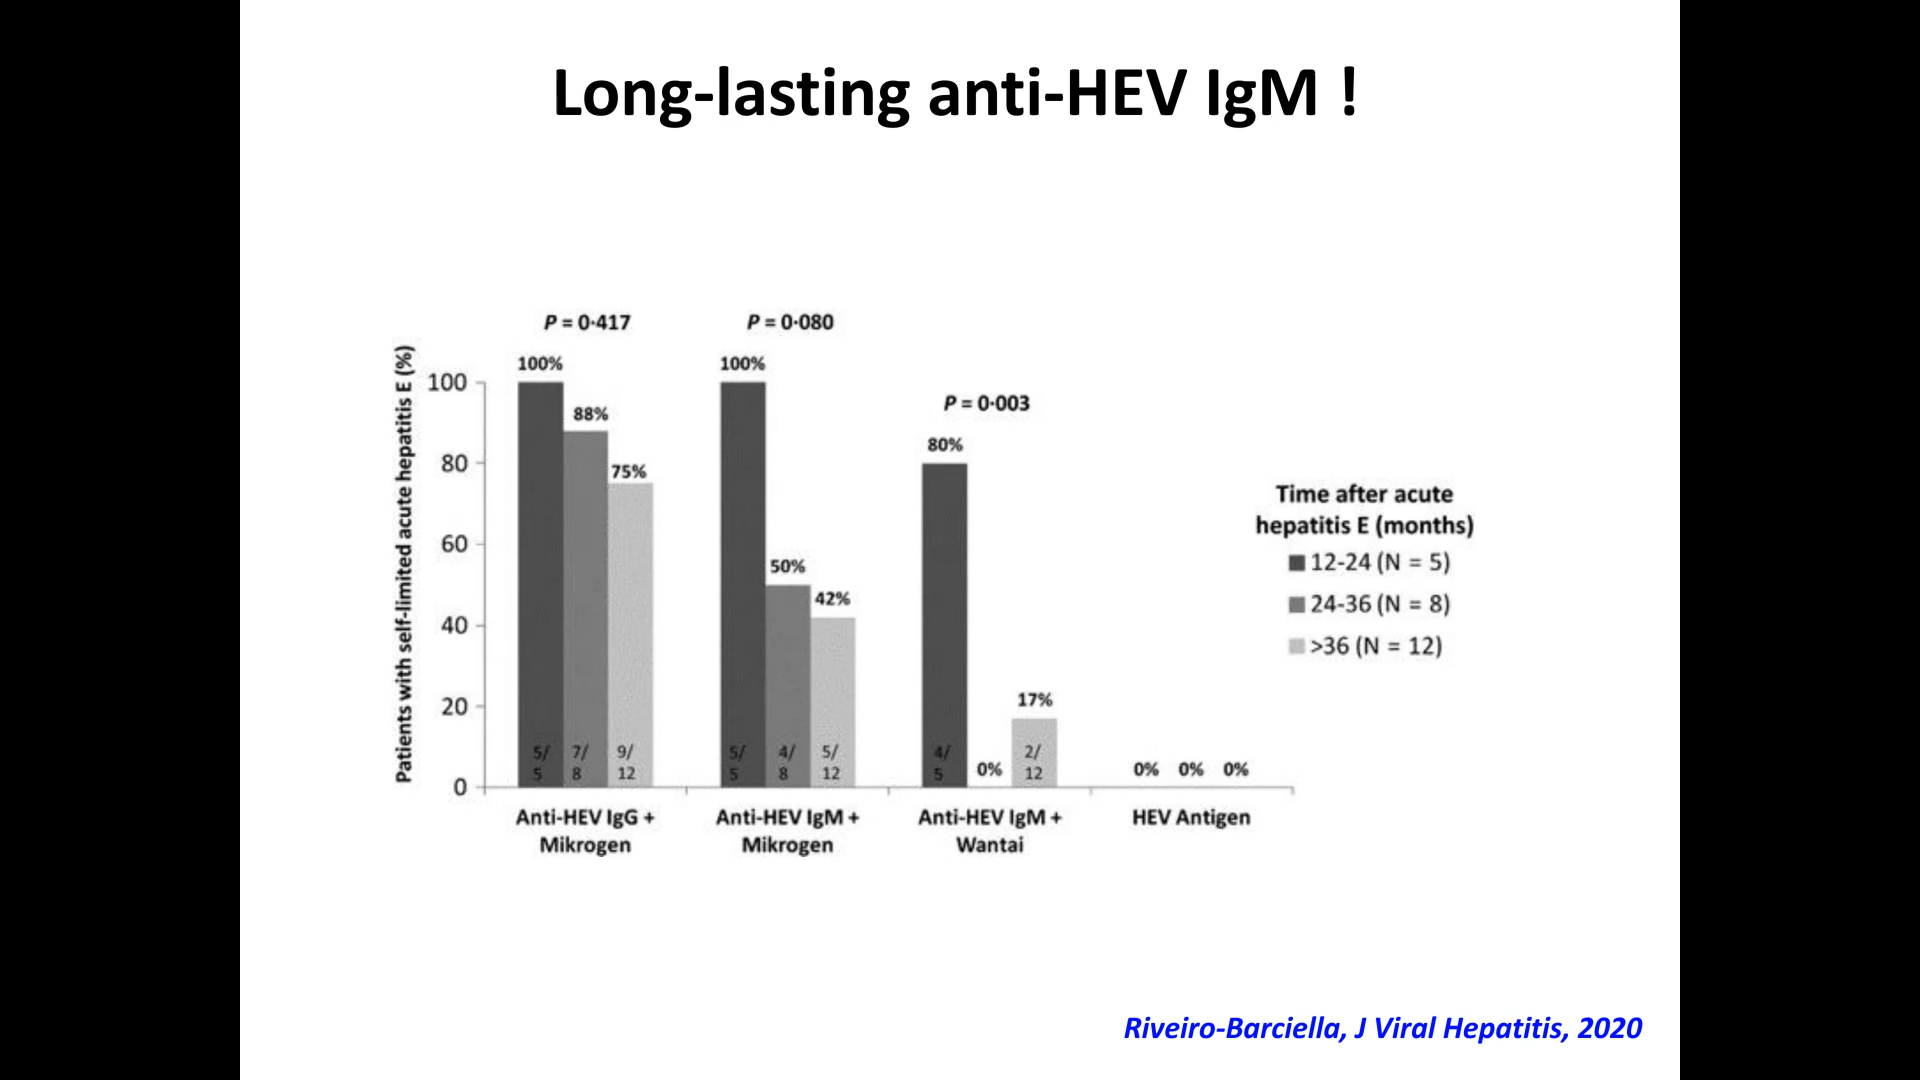 Long-lasting anti-HEV IgM !
P = 0·417
P = 0·080
P = 0·003
Patients with self-limited acute hepatitis E (%)
100
80
60
40
20
0
100%
88%
75%
100%
50%
42%
80%
0%
17%
0% 0% 0%
5/
5
7/
8
9/
12
5/
5
4/
8
5/
12
4/
5
2/
12
Anti-HEV IgG +
Mikrogen
Anti-HEV IgM +
Mikrogen
Anti-HEV IgM +
Wantai
HEV Antigen
Time after acute
hepatitis E (months)
12-24 (N = 5)
24-36 (N = 8)
>36 (N = 12)
Riveiro-Barciella, J Viral Hepatitis, 2020